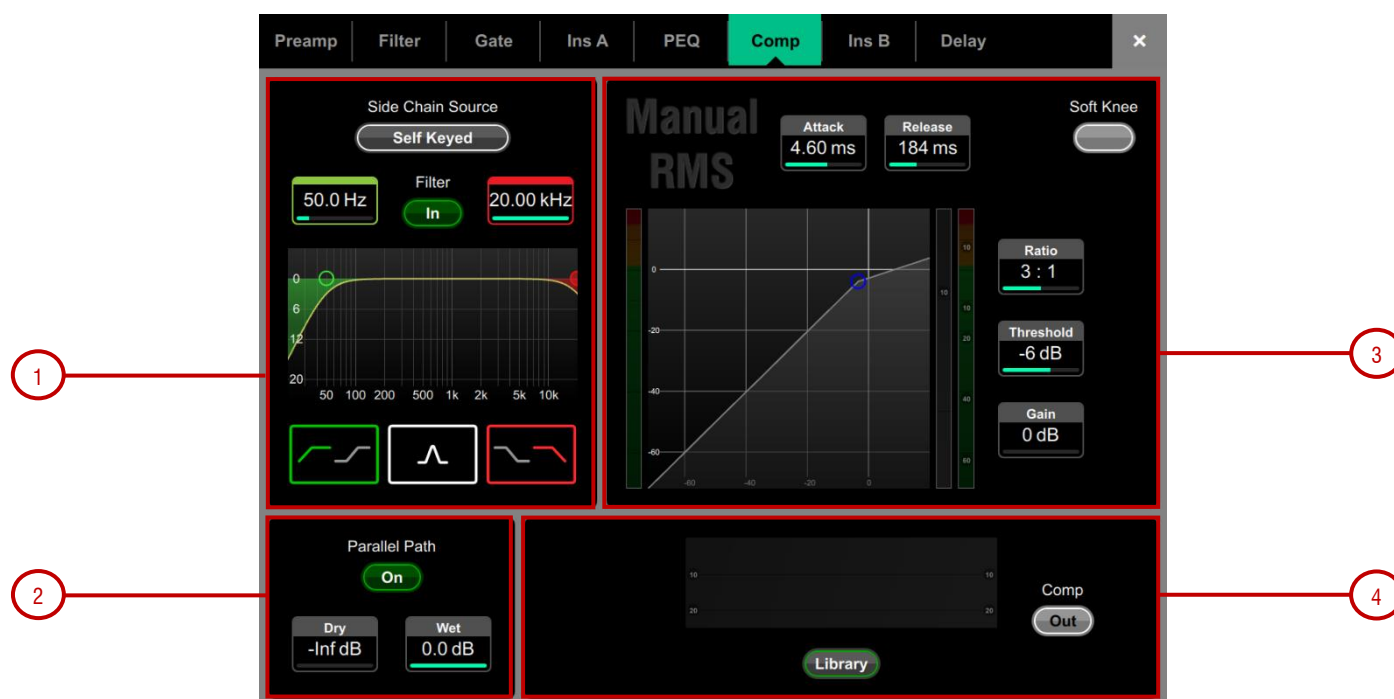 Preamp Filter Gate Ins A PEQ Comp Ins B Delay ×
Side Chain Source
Self Keyed
Filter
50.0 Hz In 20.00 kHz
0
6
12
20
50 100 200 500 1k 2k 5k 10k
1
Parallel Path
On
Dry Wet
-Inf dB 0.0 dB
2
Manual
RMS
Attack Release
4.60 ms 184 ms
Soft Knee
0
-20
-40
-60
-60 -40 -20 0
10
10
10
20
40
60
Ratio
3 : 1
Threshold
-6 dB
Gain
0 dB
3
10 10
20 20
Comp
Out
Library
4